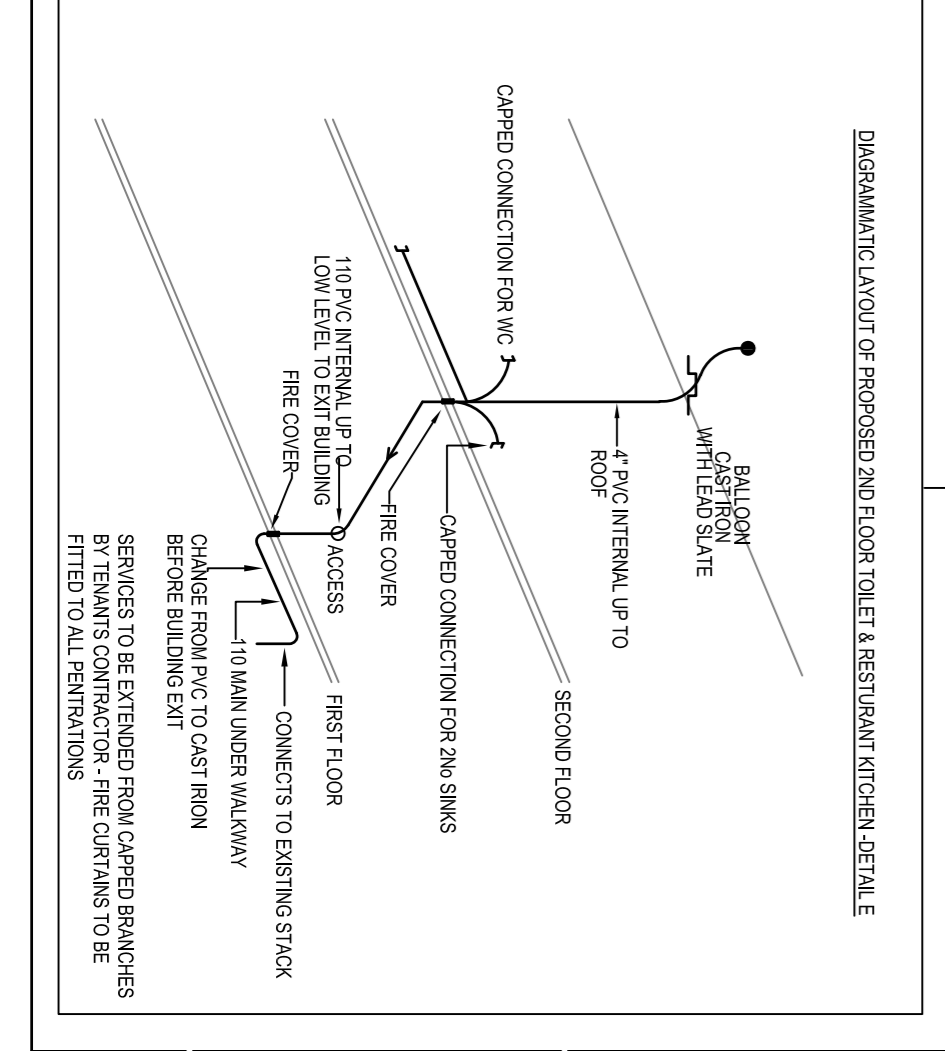 DIAGRAMMATIC LAYOUT OF PROPOSED 2ND FLOOR TOILET & RESTURANT KITCHEN -DETAIL E
BALLOON
CAST IRON
WITH LEAD SLATE
4" PVC INTERNAL UP TO
ROOF
CAPPED CONNECTION FOR WC
SECOND FLOOR
CAPPED CONNECTION FOR 2No SINKS
FIRE COVER
110 PVC INTERNAL UP TO
LOW LEVEL TO EXIT BUILDING
ACCESS
FIRE COVER
FIRST FLOOR
CONNECTS TO EXISTING STACK
110 MAIN UNDER WALKWAY
CHANGE FROM PVC TO CAST IRION
BEFORE BUILDING EXIT
SERVICES TO BE EXTENDED FROM CAPPED BRANCHES
BY TENANTS CONTRACTOR - FIRE CURTAINS TO BE
FITTED TO ALL PENTRATIONS